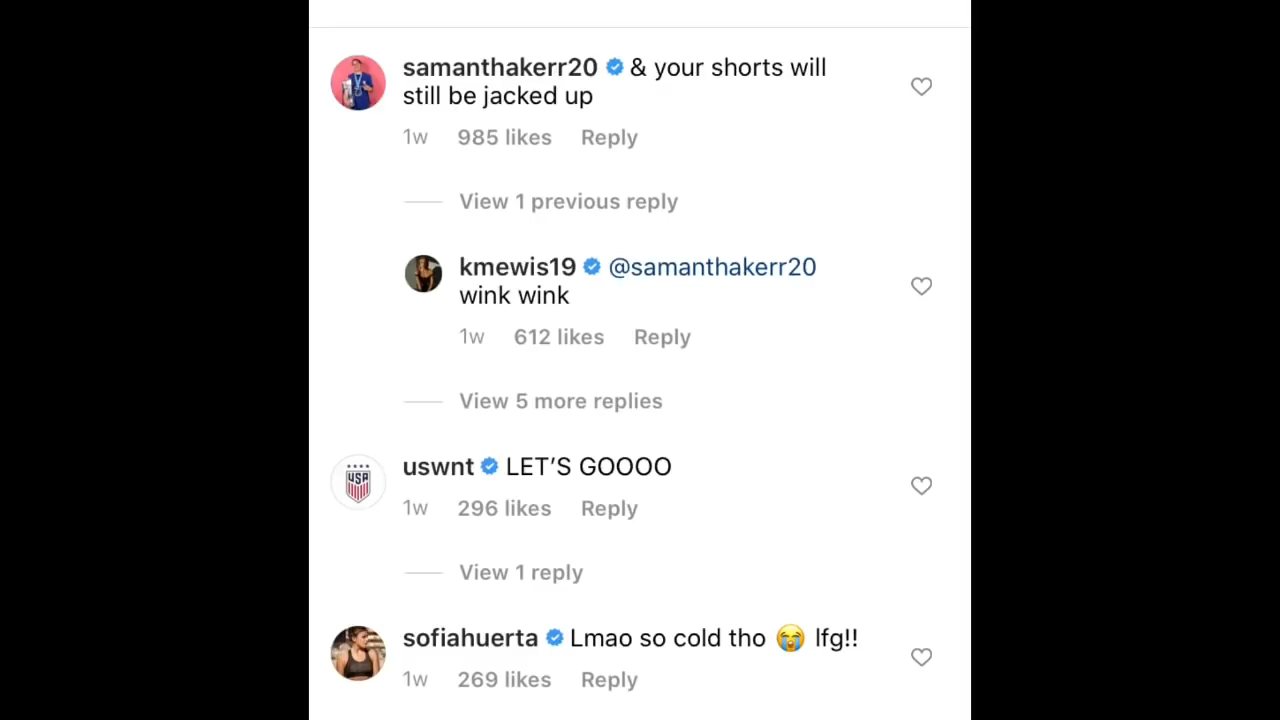 samanthakerr20 & your shorts will
still be jacked up
1w 985 likes Reply
View 1 previous reply
kmewis19 @samanthakerr20
wink wink
1w 612 likes Reply
View 5 more replies
USA
uswnt LET’S GOOOO
1w 296 likes Reply
View 1 reply
sofiahuerta Lmao so cold tho 😭 lfg!!
1w 269 likes Reply